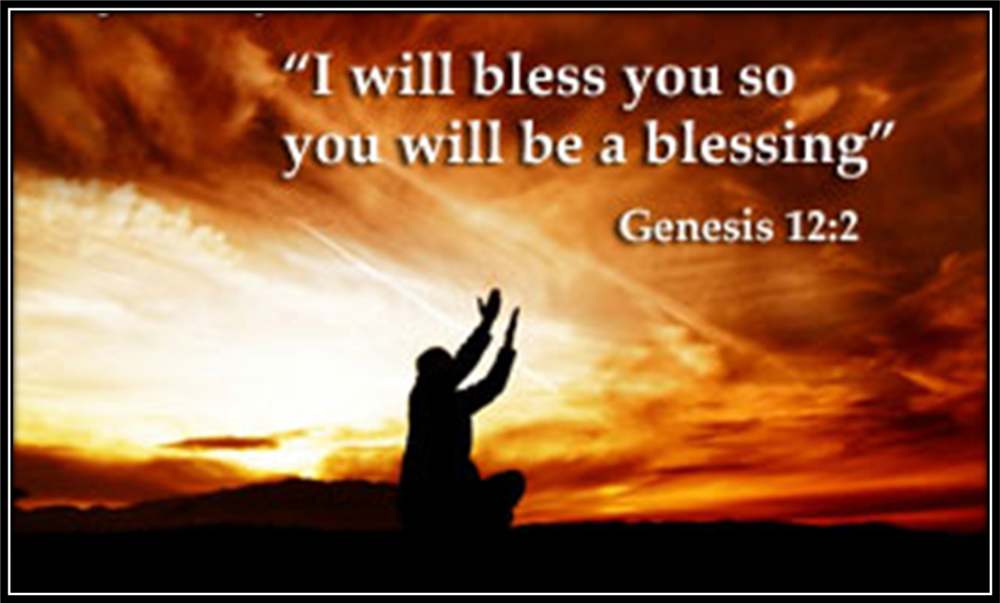 “I will bless you so
you will be a blessing”
Genesis 12:2